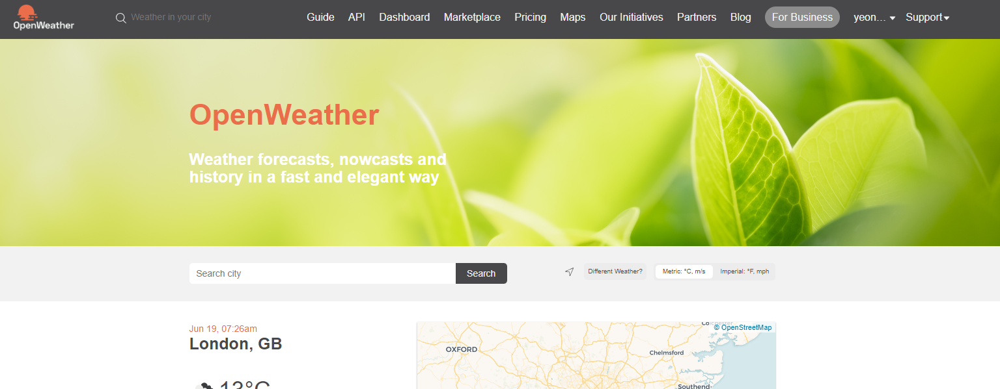 OpenWeather
Weather in your city
Guide
API
Dashboard
Marketplace
Pricing
Maps
Our Initiatives
Partners
Blog
For Business
yeon...
Support
OpenWeather
Weather forecasts, nowcasts and
history in a fast and elegant way
Search city
Search
Different Weather?
Metric: °C, m/s
Imperial: °F, mph
Jun 19, 07:26am
London, GB
13°C
Colchester
© OpenStreetMap
OXFORD
Chelmsford
Southend-